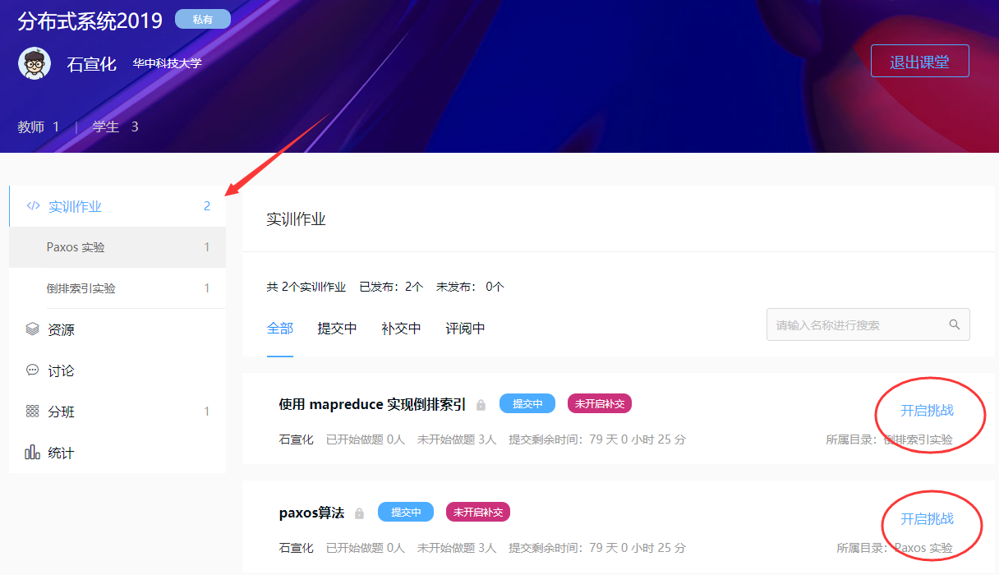 分布式系统2019 私有
石宣化 华中科技大学
退出课堂
教师 1 | 学生 3
实训作业 2
Paxos 实验 1
倒排索引实验 1
资源
讨论
分班 1
统计
实训作业
共 2个实训作业 已发布：2个 未发布： 0个
全部 提交中 补交中 评阅中
请输入名称进行搜索
使用 mapreduce 实现倒排索引 提交中 未开启补交
开启挑战
石宣化 已开始做题 0人 未开始做题 3人 提交剩余时间：79 天 0 小时 25 分
所属目录：倒排索引实验
paxos算法 提交中 未开启补交
开启挑战
石宣化 已开始做题 0人 未开始做题 3人 提交剩余时间：79 天 0 小时 25 分
所属目录：Paxos 实验